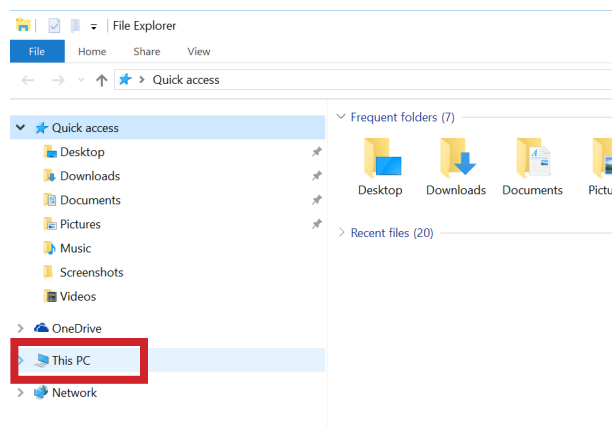 File Explorer
File Home Share View
Quick access
Quick access
Desktop
Downloads
Documents
Pictures
Music
Screenshots
Videos
OneDrive
This PC
Network
Frequent folders (7)
Desktop Downloads Documents Pictu
Recent files (20)